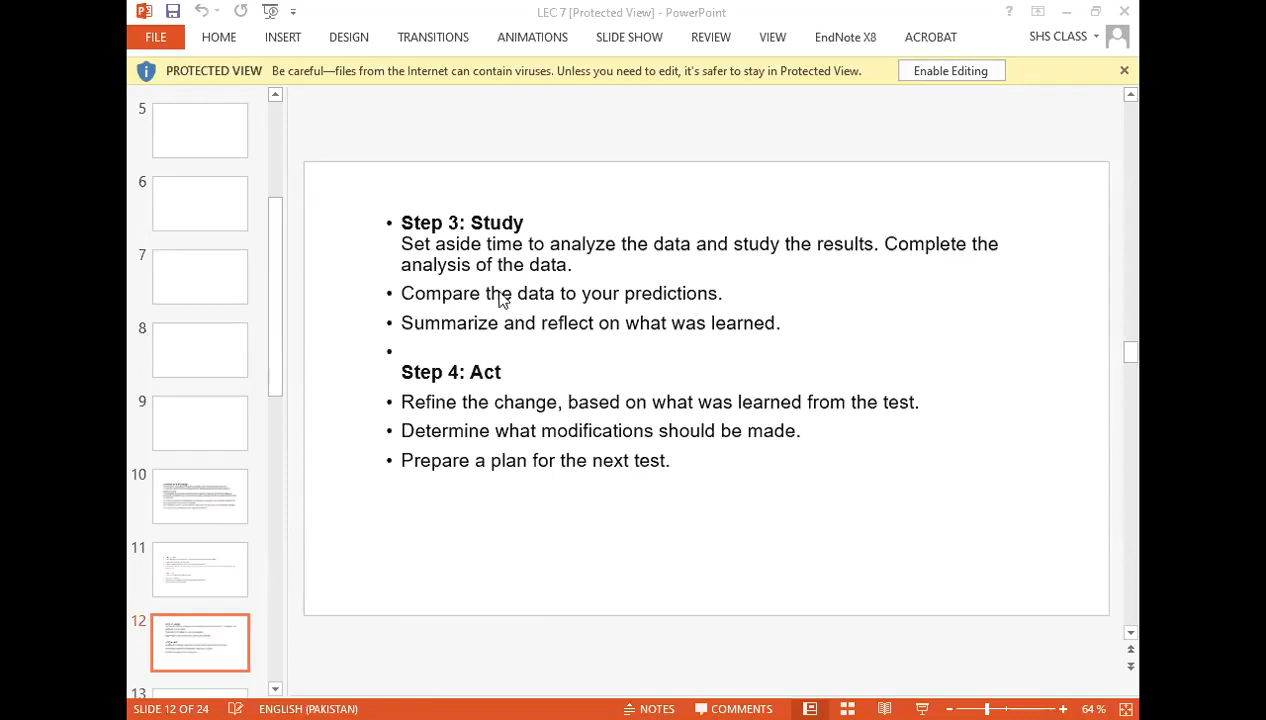 LEC 7 [Protected View] - PowerPoint
FILE HOME INSERT DESIGN TRANSITIONS ANIMATIONS SLIDE SHOW REVIEW VIEW EndNote X8 ACROBAT SHS CLASS
PROTECTED VIEW Be careful—files from the Internet can contain viruses. Unless you need to edit, it's safer to stay in Protected View. Enable Editing
5
6
7
8
9
10
11
12
13
• Step 3: Study
Set aside time to analyze the data and study the results. Complete the
analysis of the data.
• Compare the data to your predictions.
• Summarize and reflect on what was learned.
•
Step 4: Act
• Refine the change, based on what was learned from the test.
• Determine what modifications should be made.
• Prepare a plan for the next test.
SLIDE 12 OF 24 ENGLISH (PAKISTAN) NOTES COMMENTS 64 %